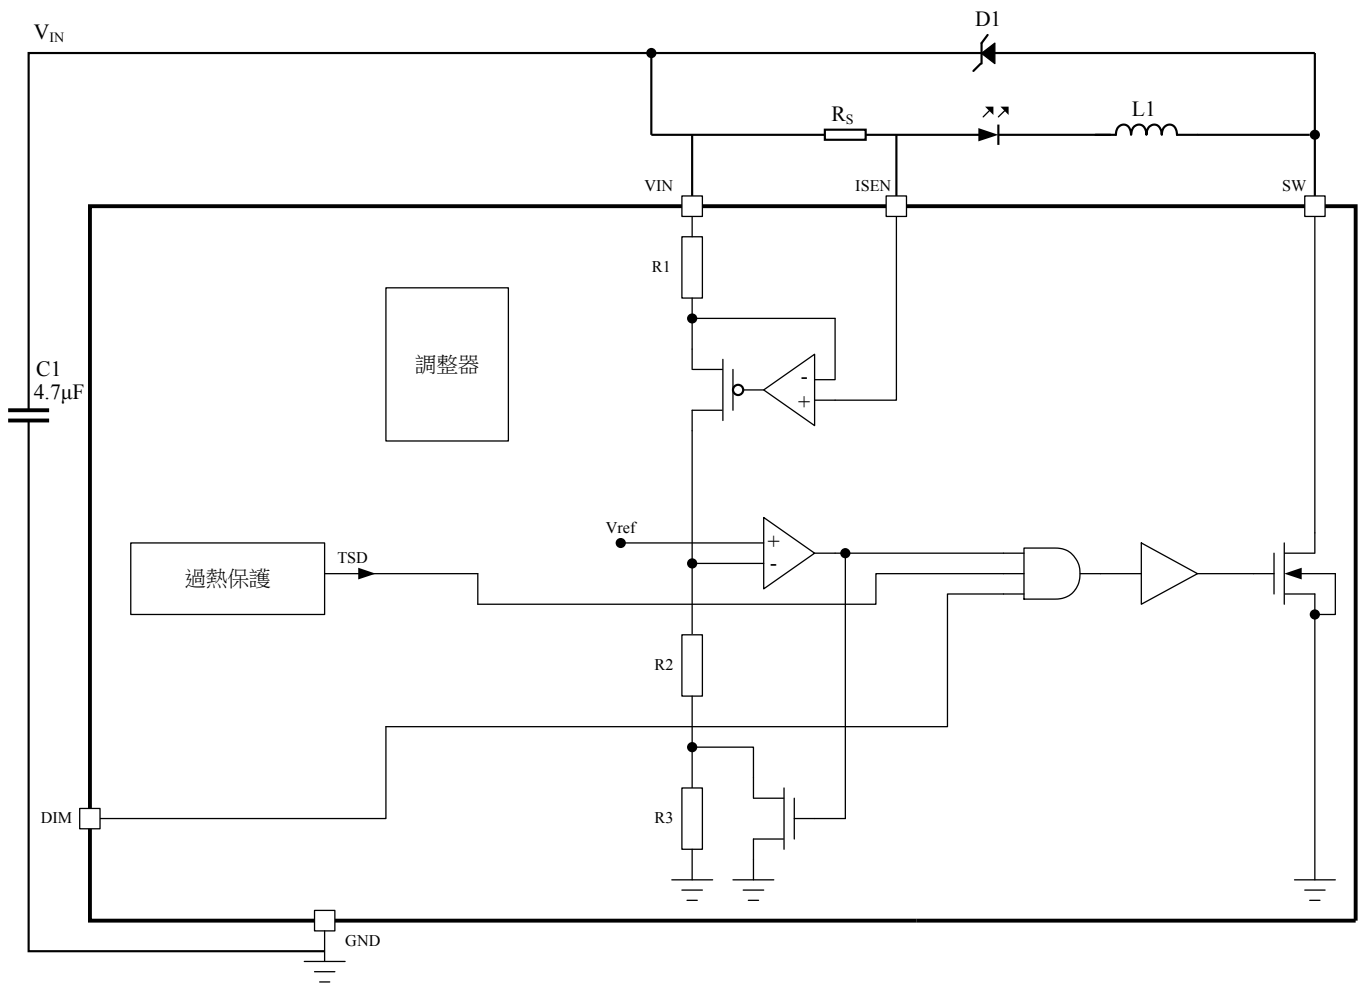 D1
VIN
RS
L1
VIN
ISEN
SW
R1
調整器
C1
4.7μF
-
+
Vref
+
-
TSD
過熱保護
R2
DIM
R3
GND